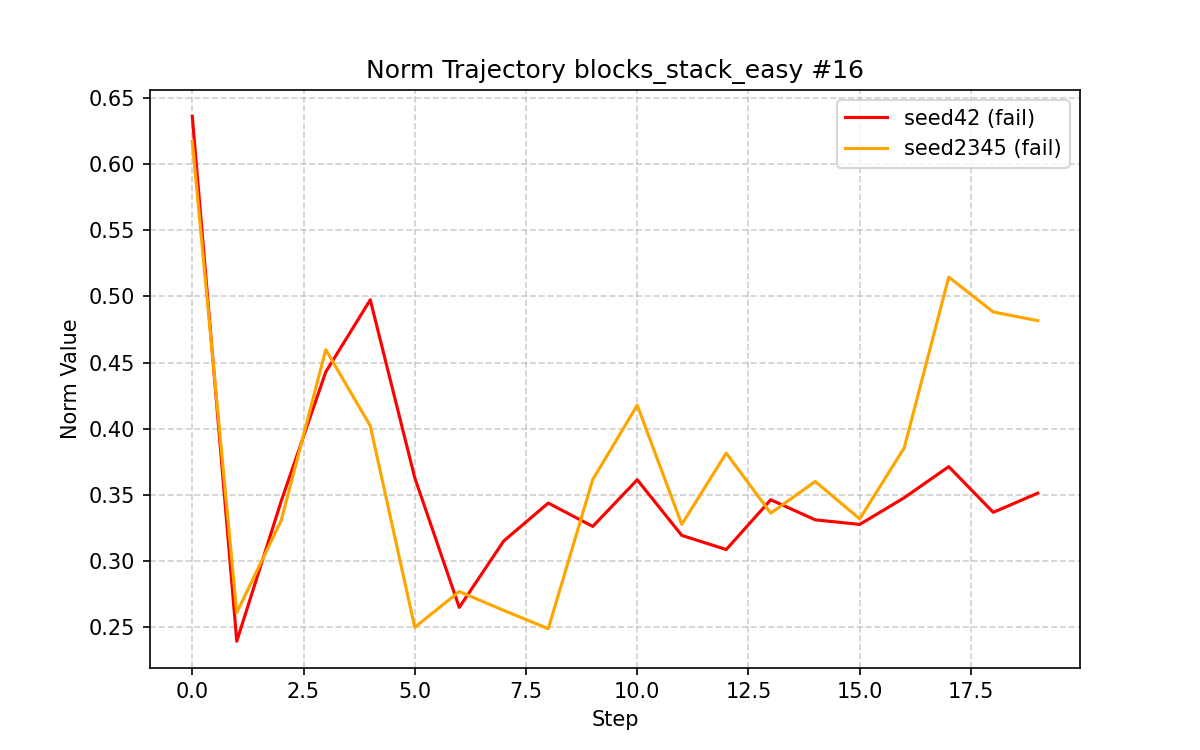 Norm Trajectory blocks_stack_easy #16
seed42 (fail)
seed2345 (fail)
Norm Value
0.65
0.60
0.55
0.50
0.45
0.40
0.35
0.30
0.25
0.0 2.5 5.0 7.5 10.0 12.5 15.0 17.5
Step